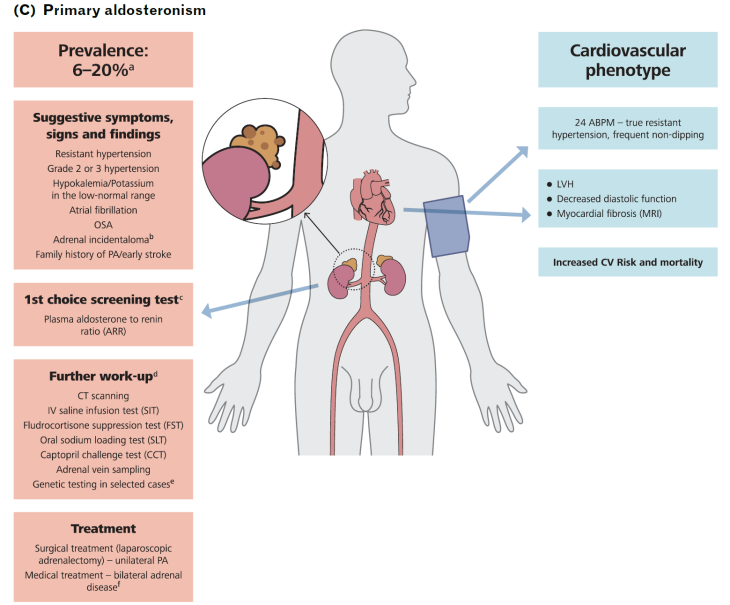 (C) Primary aldosteronism
Prevalence:
6–20%a
Suggestive symptoms,
signs and findings
Resistant hypertension
Grade 2 or 3 hypertension
Hypokalemia/Potassium
in the low-normal range
Atrial fibrillation
OSA
Adrenal incidentalomab
Family history of PA/early stroke
1st choice screening testc
Plasma aldosterone to renin
ratio (ARR)
Further work-upd
CT scanning
IV saline infusion test (SIT)
Fludrocortisone suppression test (FST)
Oral sodium loading test (SLT)
Captopril challenge test (CCT)
Adrenal vein sampling
Genetic testing in selected casese
Treatment
Surgical treatment (laparoscopic
adrenalectomy) – unilateral PA
Medical treatment – bilateral adrenal
diseasef
Cardiovascular
phenotype
24 ABPM – true resistant
hypertension, frequent non-dipping
• LVH
• Decreased diastolic function
• Myocardial fibrosis (MRI)
Increased CV Risk and mortality